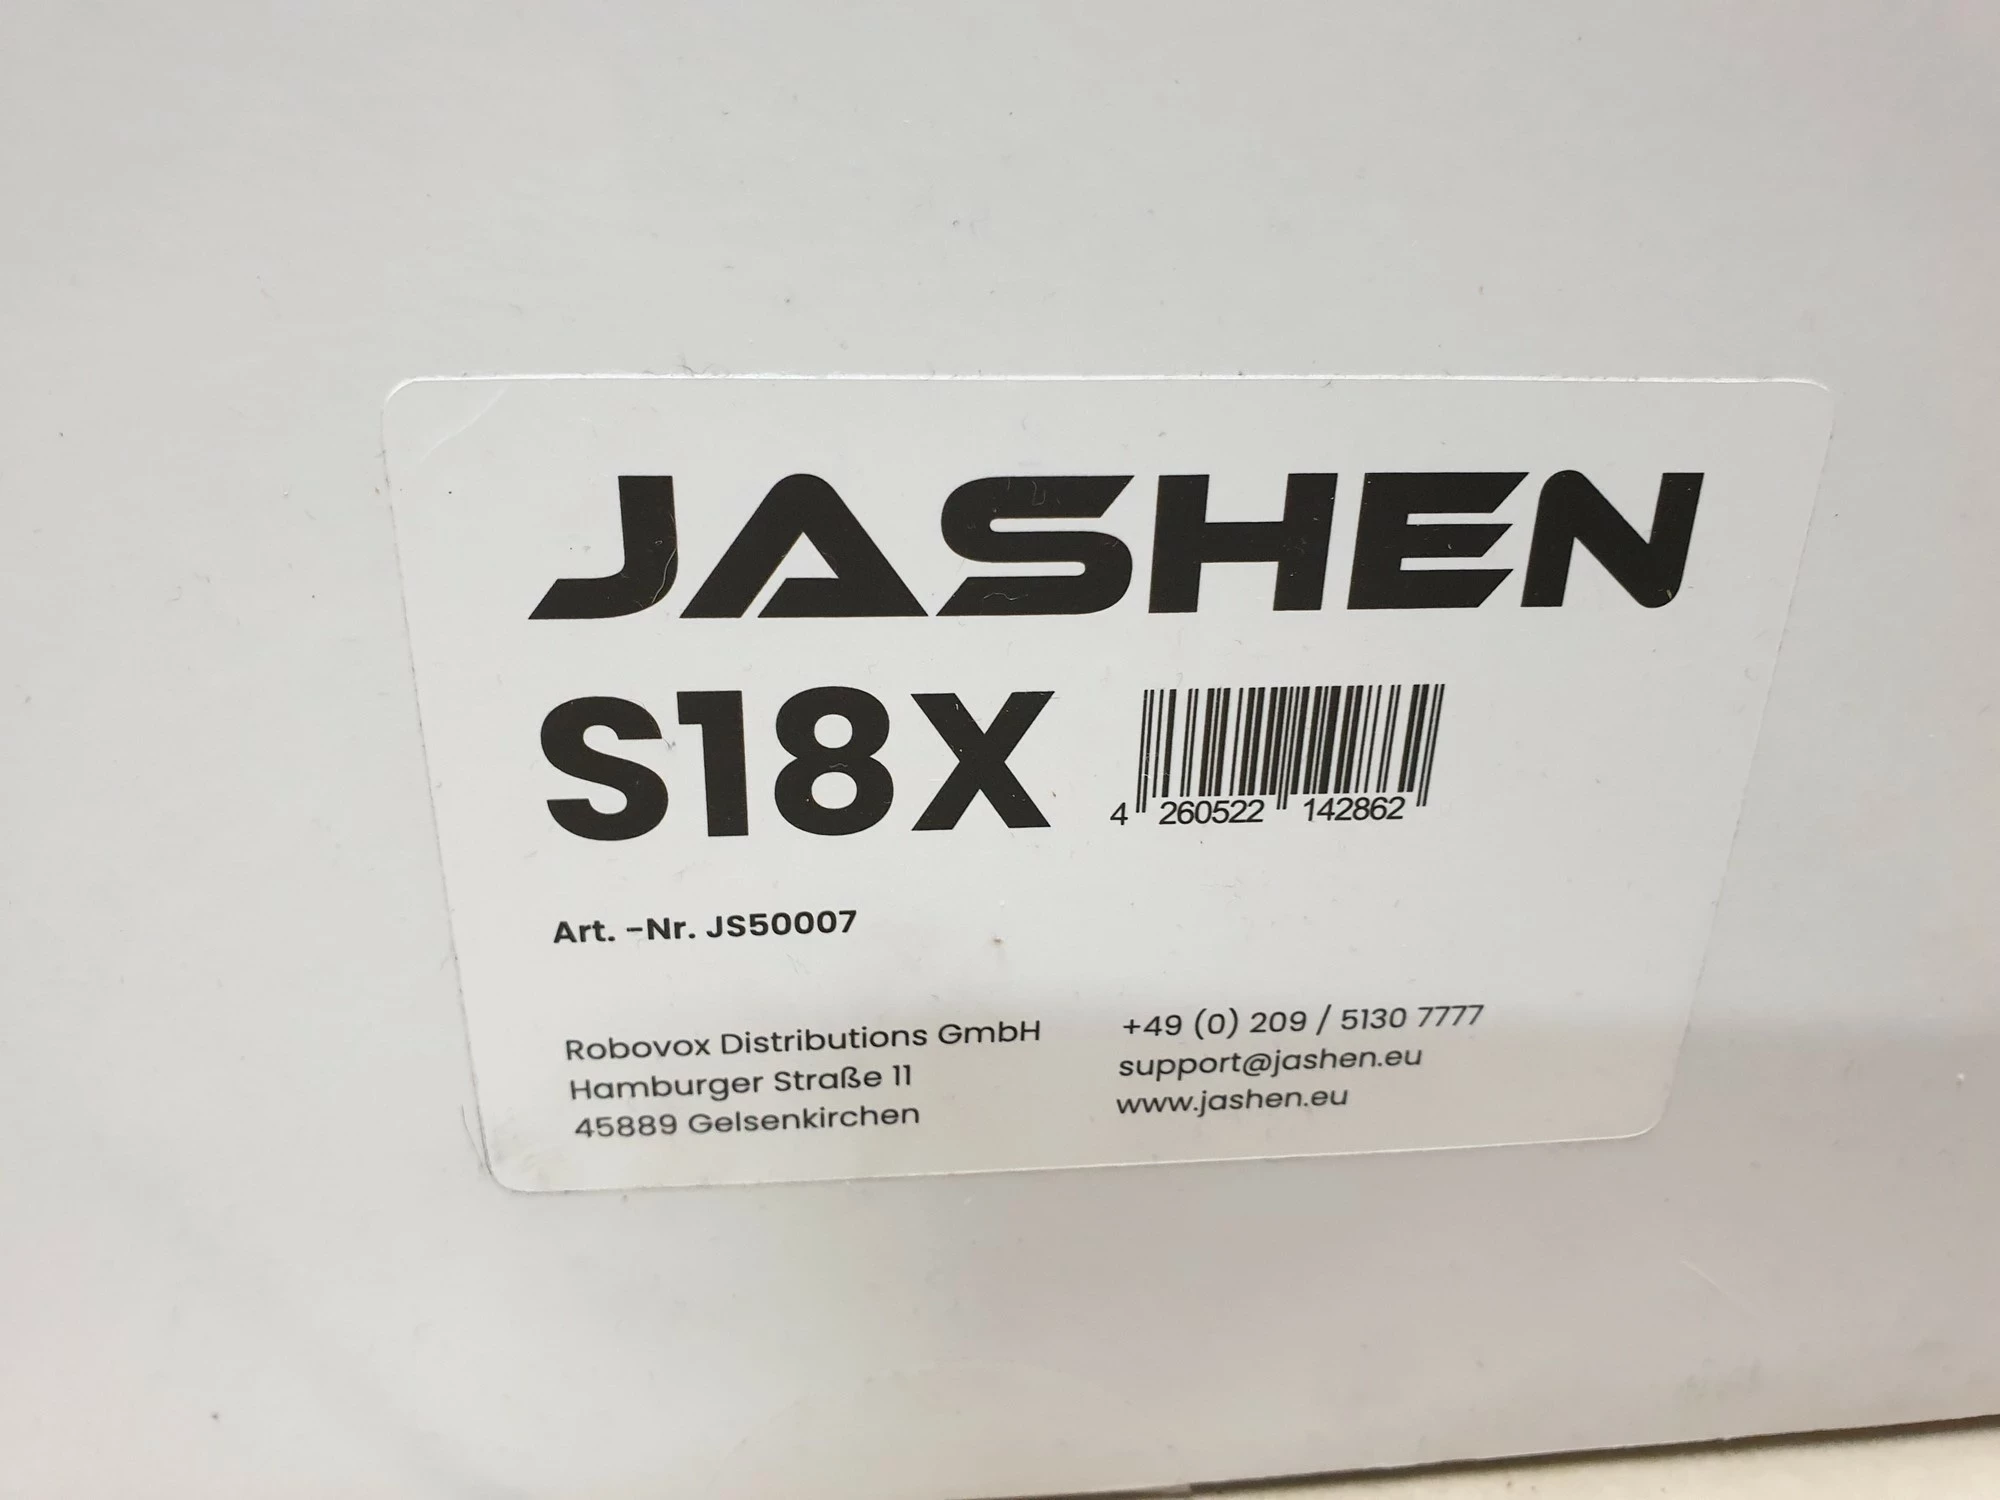 JASHEN
S18X
4 260522 142862
Art. -Nr. JS50007
Robovox Distributions GmbH
Hamburger Straße 11
45889 Gelsenkirchen
+49 (0) 209 / 5130 7777
support@jashen.eu
www.jashen.eu